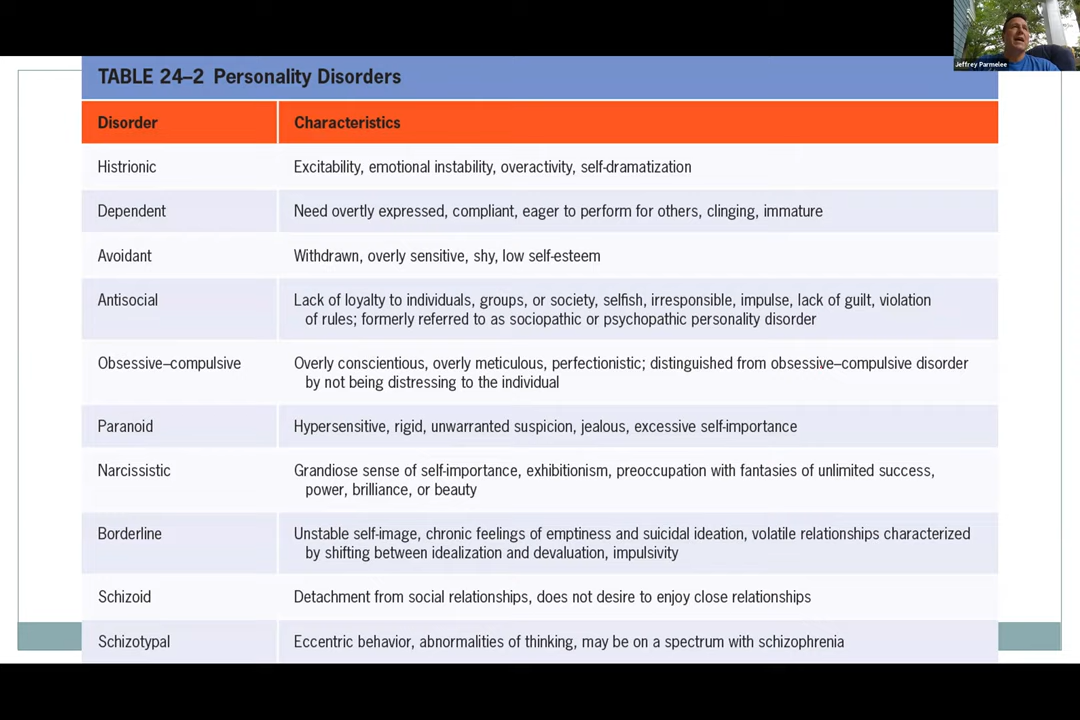 Jeffrey Parmelee
TABLE 24–2 Personality Disorders
Disorder Characteristics
Histrionic Excitability, emotional instability, overactivity, self-dramatization
Dependent Need overtly expressed, compliant, eager to perform for others, clinging, immature
Avoidant Withdrawn, overly sensitive, shy, low self-esteem
Antisocial Lack of loyalty to individuals, groups, or society, selfish, irresponsible, impulse, lack of guilt, violation
of rules; formerly referred to as sociopathic or psychopathic personality disorder
Obsessive–compulsive Overly conscientious, overly meticulous, perfectionistic; distinguished from obsessive–compulsive disorder
by not being distressing to the individual
Paranoid Hypersensitive, rigid, unwarranted suspicion, jealous, excessive self-importance
Narcissistic Grandiose sense of self-importance, exhibitionism, preoccupation with fantasies of unlimited success,
power, brilliance, or beauty
Borderline Unstable self-image, chronic feelings of emptiness and suicidal ideation, volatile relationships characterized
by shifting between idealization and devaluation, impulsivity
Schizoid Detachment from social relationships, does not desire to enjoy close relationships
Schizotypal Eccentric behavior, abnormalities of thinking, may be on a spectrum with schizophrenia